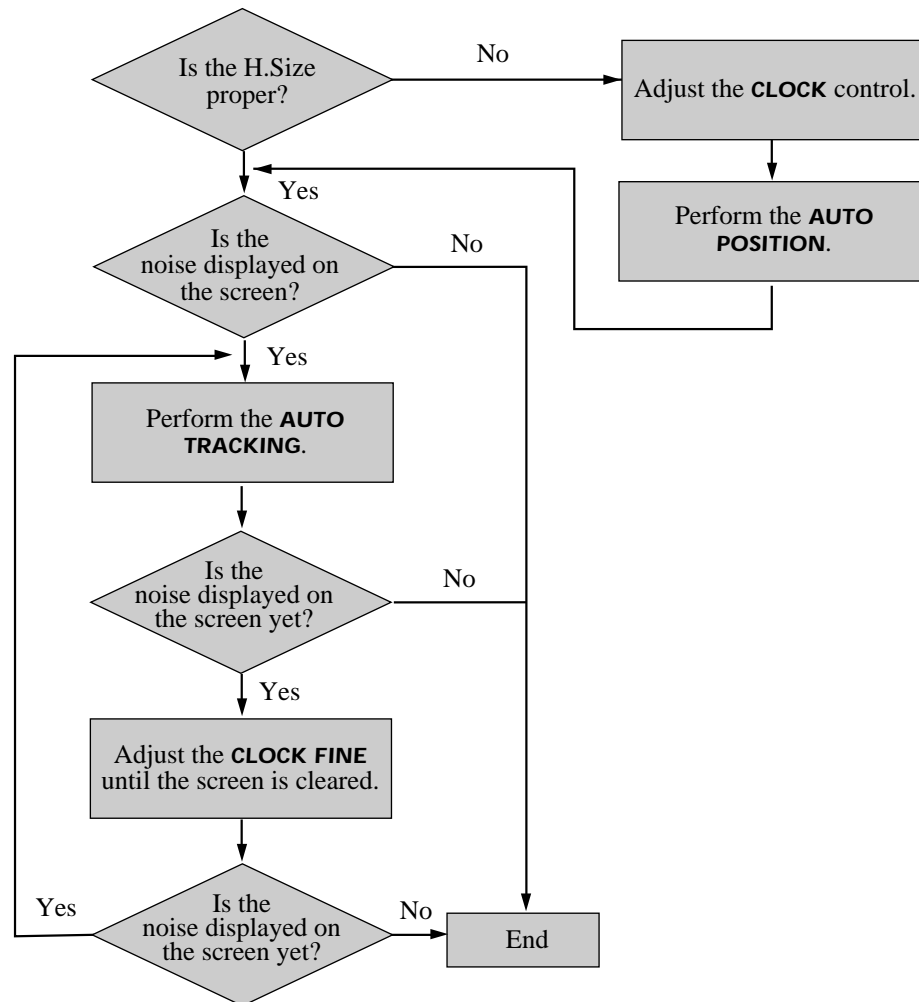 Is the H.Size
proper?
No
Adjust the CLOCK control.
Yes
Perform the AUTO
POSITION.
Is the
noise displayed on
the screen?
No
Yes
Perform the AUTO
TRACKING.
Is the
noise displayed on
the screen yet?
No
Yes
Adjust the CLOCK FINE
until the screen is cleared.
Is the
noise displayed on
the screen yet?
Yes
No
End